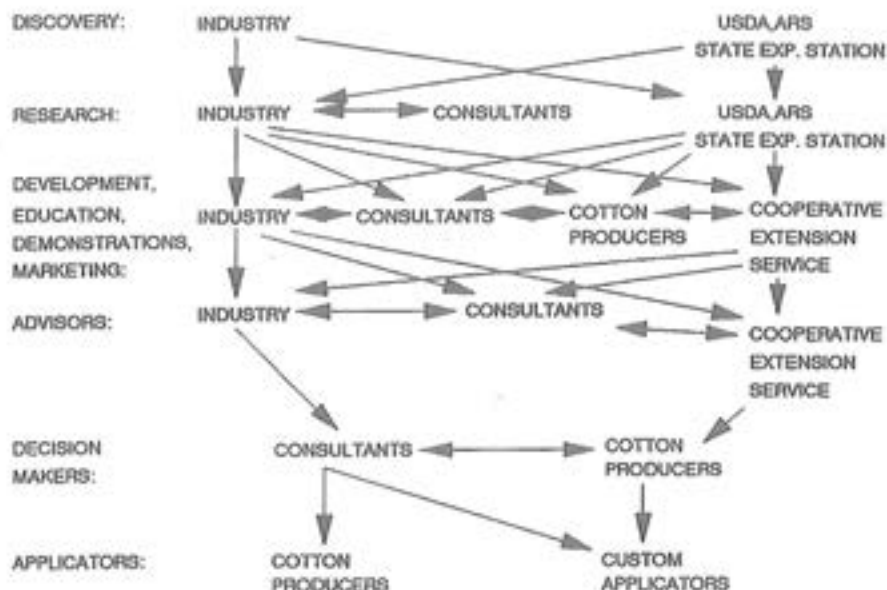 DISCOVERY: INDUSTRY USDA,ARS
STATE EXP. STATION
RESEARCH: INDUSTRY CONSULTANTS USDA,ARS
STATE EXP. STATION
DEVELOPMENT,
EDUCATION, INDUSTRY CONSULTANTS COTTON COOPERATIVE
DEMONSTRATIONS, PRODUCERS EXTENSION
MARKETING: SERVICE
ADVISORS: INDUSTRY CONSULTANTS COOPERATIVE
EXTENSION
SERVICE
DECISION CONSULTANTS COTTON
MAKERS: PRODUCERS
APPLICATORS: COTTON CUSTOM
PRODUCERS APPLICATORS